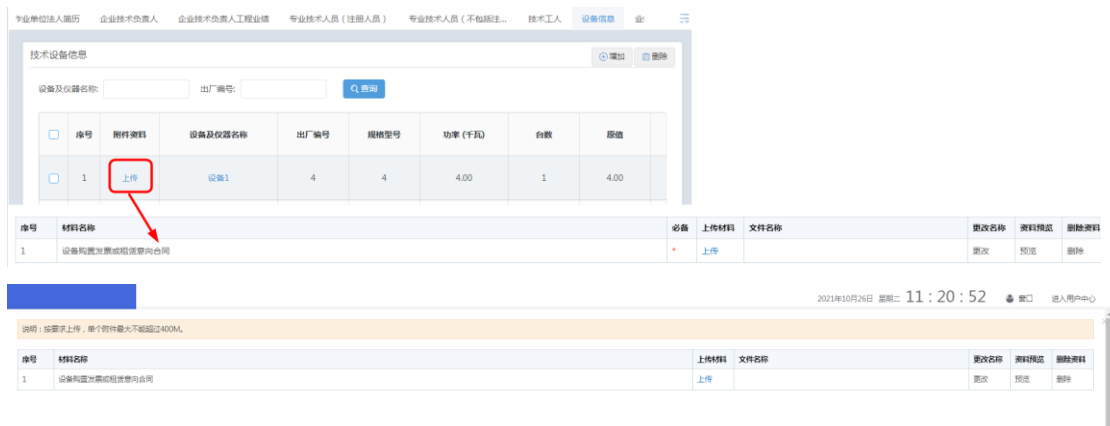 专业单位法人简历 企业技术负责人 企业技术负责人工程业绩 专业技术人员（注册人员） 专业技术人员（不包括注... 技术工人 设备信息
技术设备信息 增加 删除
设备及仪器名称: 出厂编号: 查询
序号 附件资料 设备及仪器名称 出厂编号 规格型号 功率 (千瓦) 台数 原值
1 上传 设备1 4 4 4.00 1 4.00
序号 材料名称 必备 上传材料 文件名称 更改名称 资料预览 删除资料
1 设备购置发票或租赁意向合同 * 上传 更改 预览 删除
2021年10月26日 星期二 11：20：52 窗口 进入用户中心
说明：按要求上传，单个附件最大不能超过400M。
序号 材料名称 上传材料 文件名称 更改名称 资料预览 删除资料
1 设备购置发票或租赁意向合同 上传 更改 预览 删除